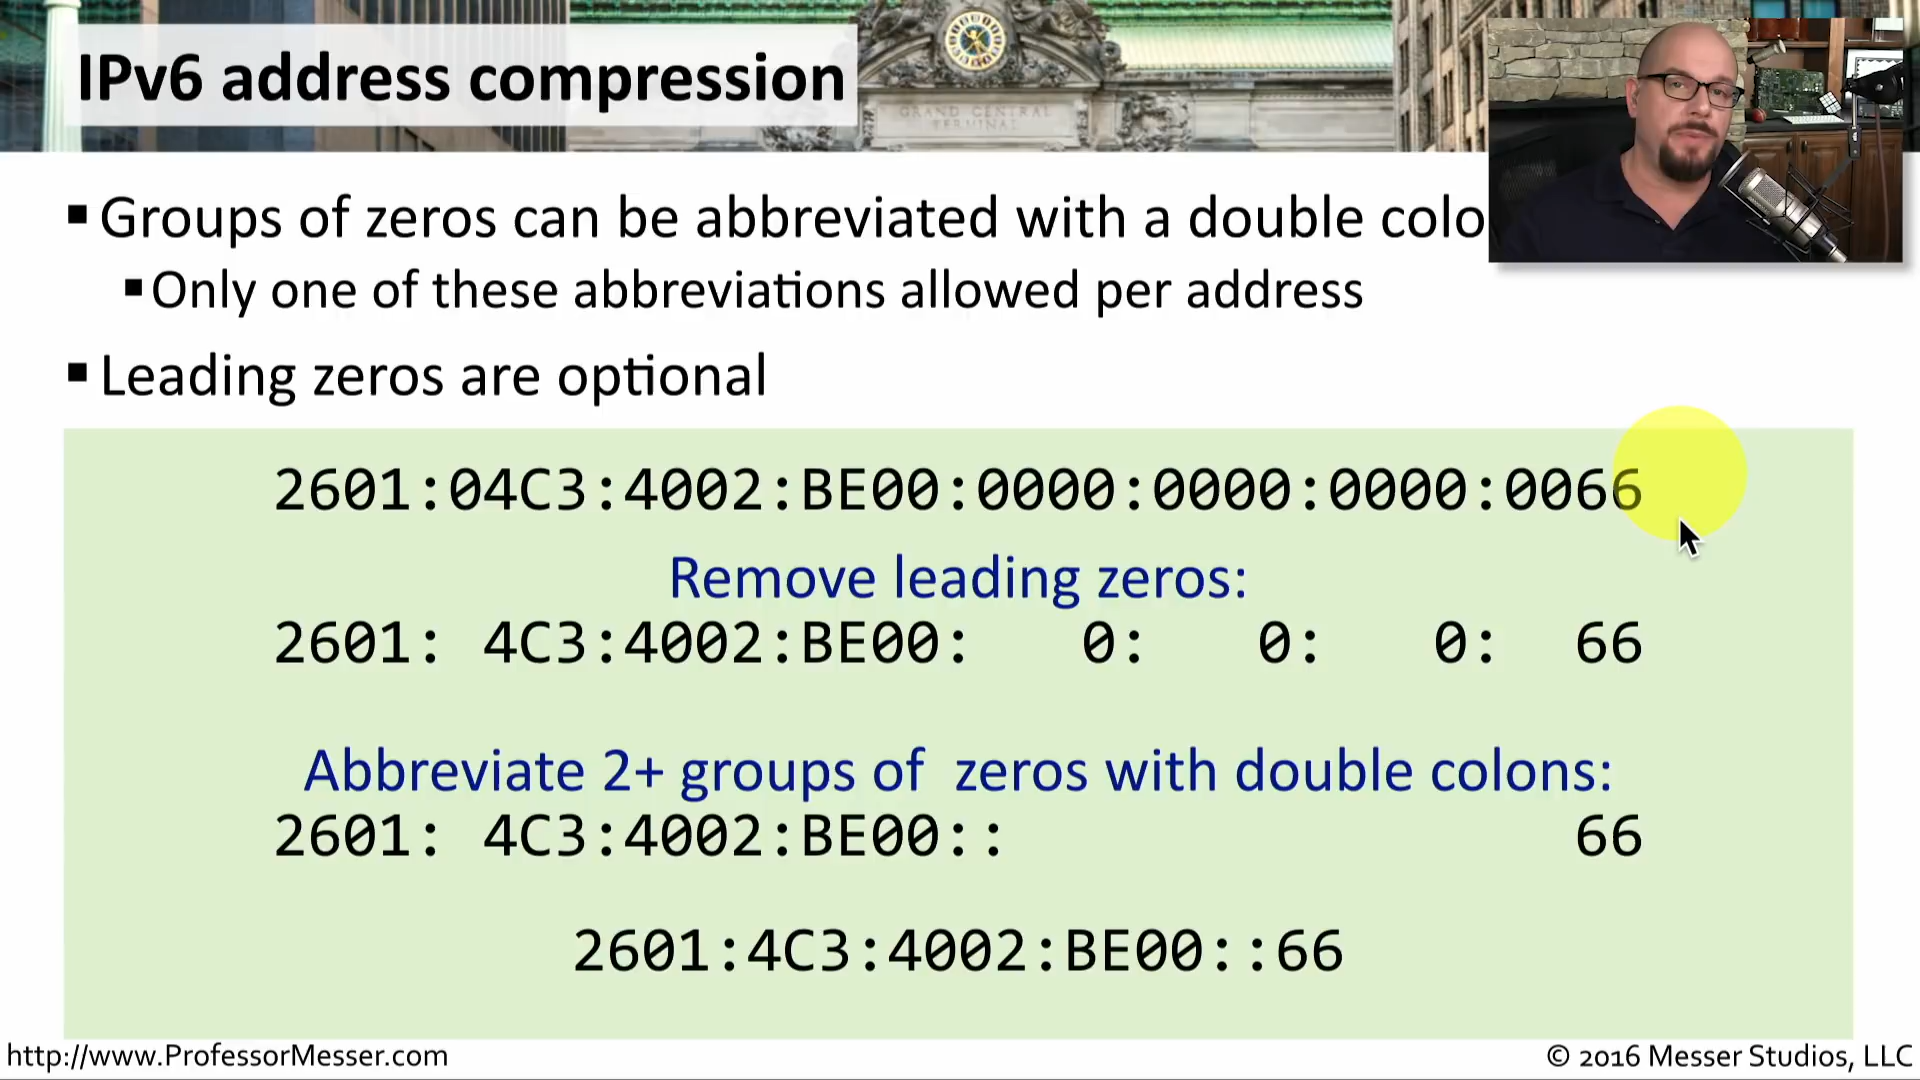 IPv6 address compression
GRAND CENTRAL
TERMINAL
▪Groups of zeros can be abbreviated with a double colo
▪Only one of these abbreviations allowed per address
▪Leading zeros are optional
2601:04C3:4002:BE00:0000:0000:0000:0066
Remove leading zeros:
2601: 4C3:4002:BE00:   0:   0:   0:  66
Abbreviate 2+ groups of  zeros with double colons:
2601: 4C3:4002:BE00::                66
2601:4C3:4002:BE00::66
http://www.ProfessorMesser.com
© 2016 Messer Studios, LLC